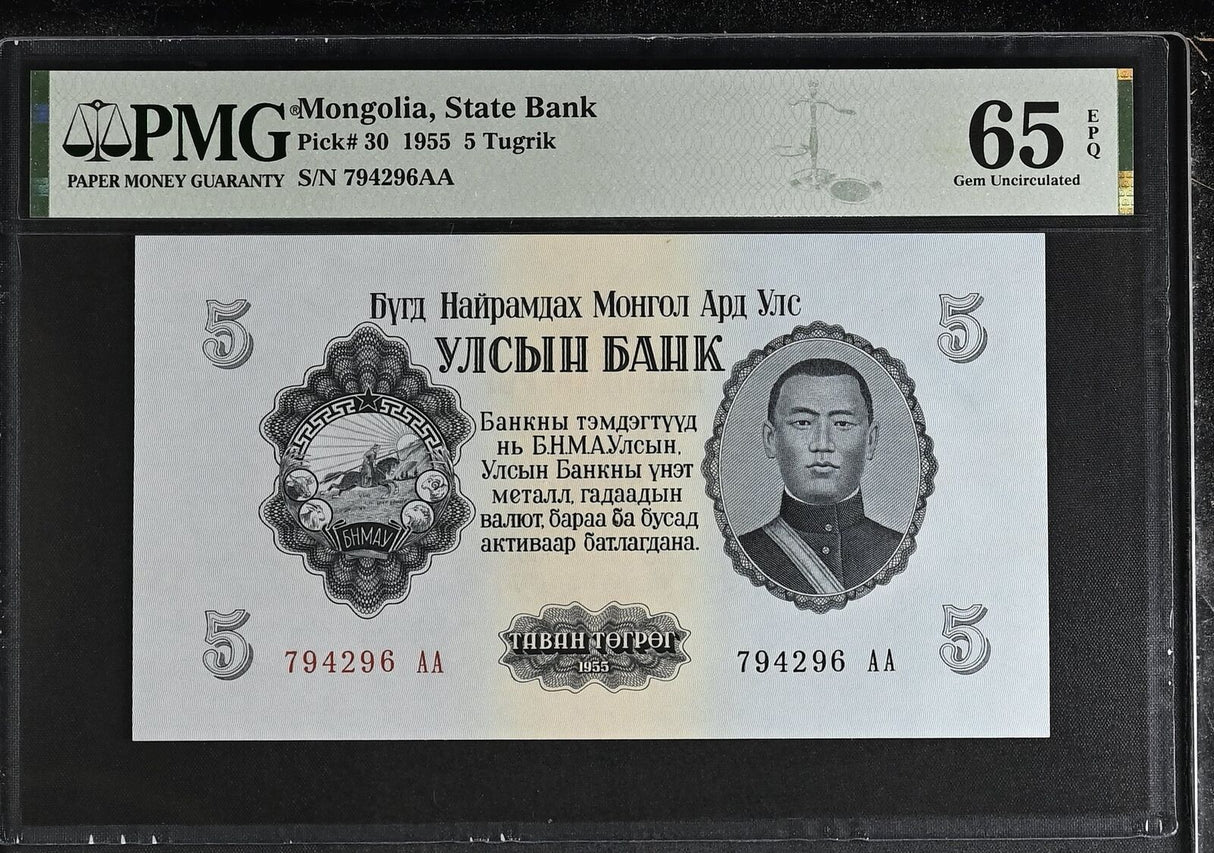 PMG®
PAPER MONEY GUARANTY
Mongolia, State Bank
Pick# 30 1955 5 Tugrik
S/N 794296AA
65
EPQ
Gem Uncirculated
5
5
Бүгд Найрамдах Монгол Ард Улс
УЛСЫН БАНК
Банкны тэмдэгтүүд
нь Б.Н.М.А.Улсын,
Улсын Банкны үнэт
металл, гадаадын
валют, бараа ба бусад
активаар батлагдана.
БНМАУ
5
5
794296 АА
ТАВАН ТӨГРӨГ
1955
794296 АА